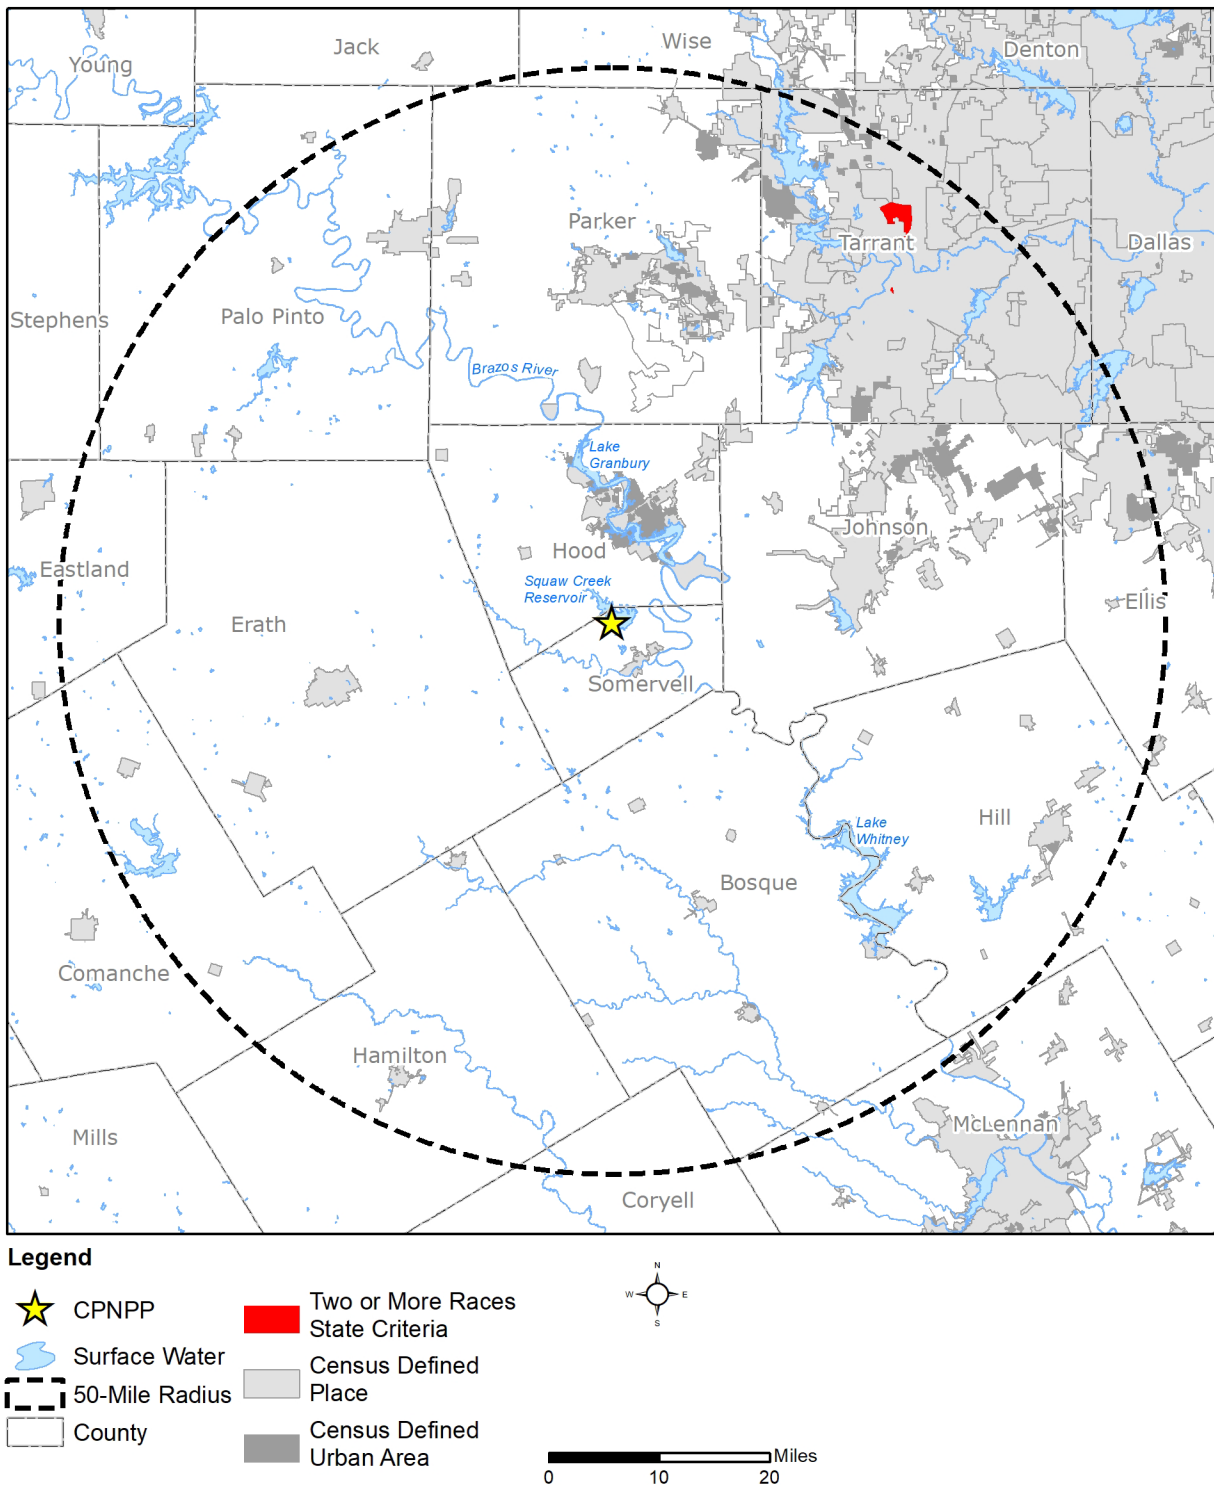 Jack
Wise
Denton
Young
Parker
Tarrant
Dallas
Stephens
Palo Pinto
Brazos River
Lake
Granbury
Johnson
Hood
Eastland
Squaw Creek
Reservoir
Ellis
Erath
Somervell
Hill
Lake
Whitney
Bosque
Comanche
Hamilton
McLennan
Mills
Coryell
Legend
CPNPP
Surface Water
50-Mile Radius
County
Two or More Races
State Criteria
Census Defined
Place
Census Defined
Urban Area
N
W E
S
Miles
0 10 20